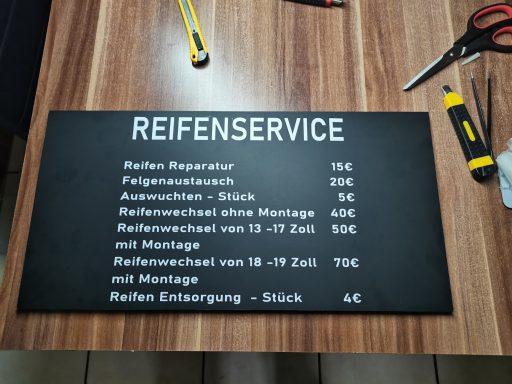 REIFENSERVICE
Reifen Reparatur 15€
Felgenaustausch 20€
Auswuchten - Stück 5€
Reifenwechsel ohne Montage 40€
Reifenwechsel von 13 -17 Zoll 50€
mit Montage
Reifenwechsel von 18 -19 Zoll 70€
mit Montage
Reifen Entsorgung - Stück 4€